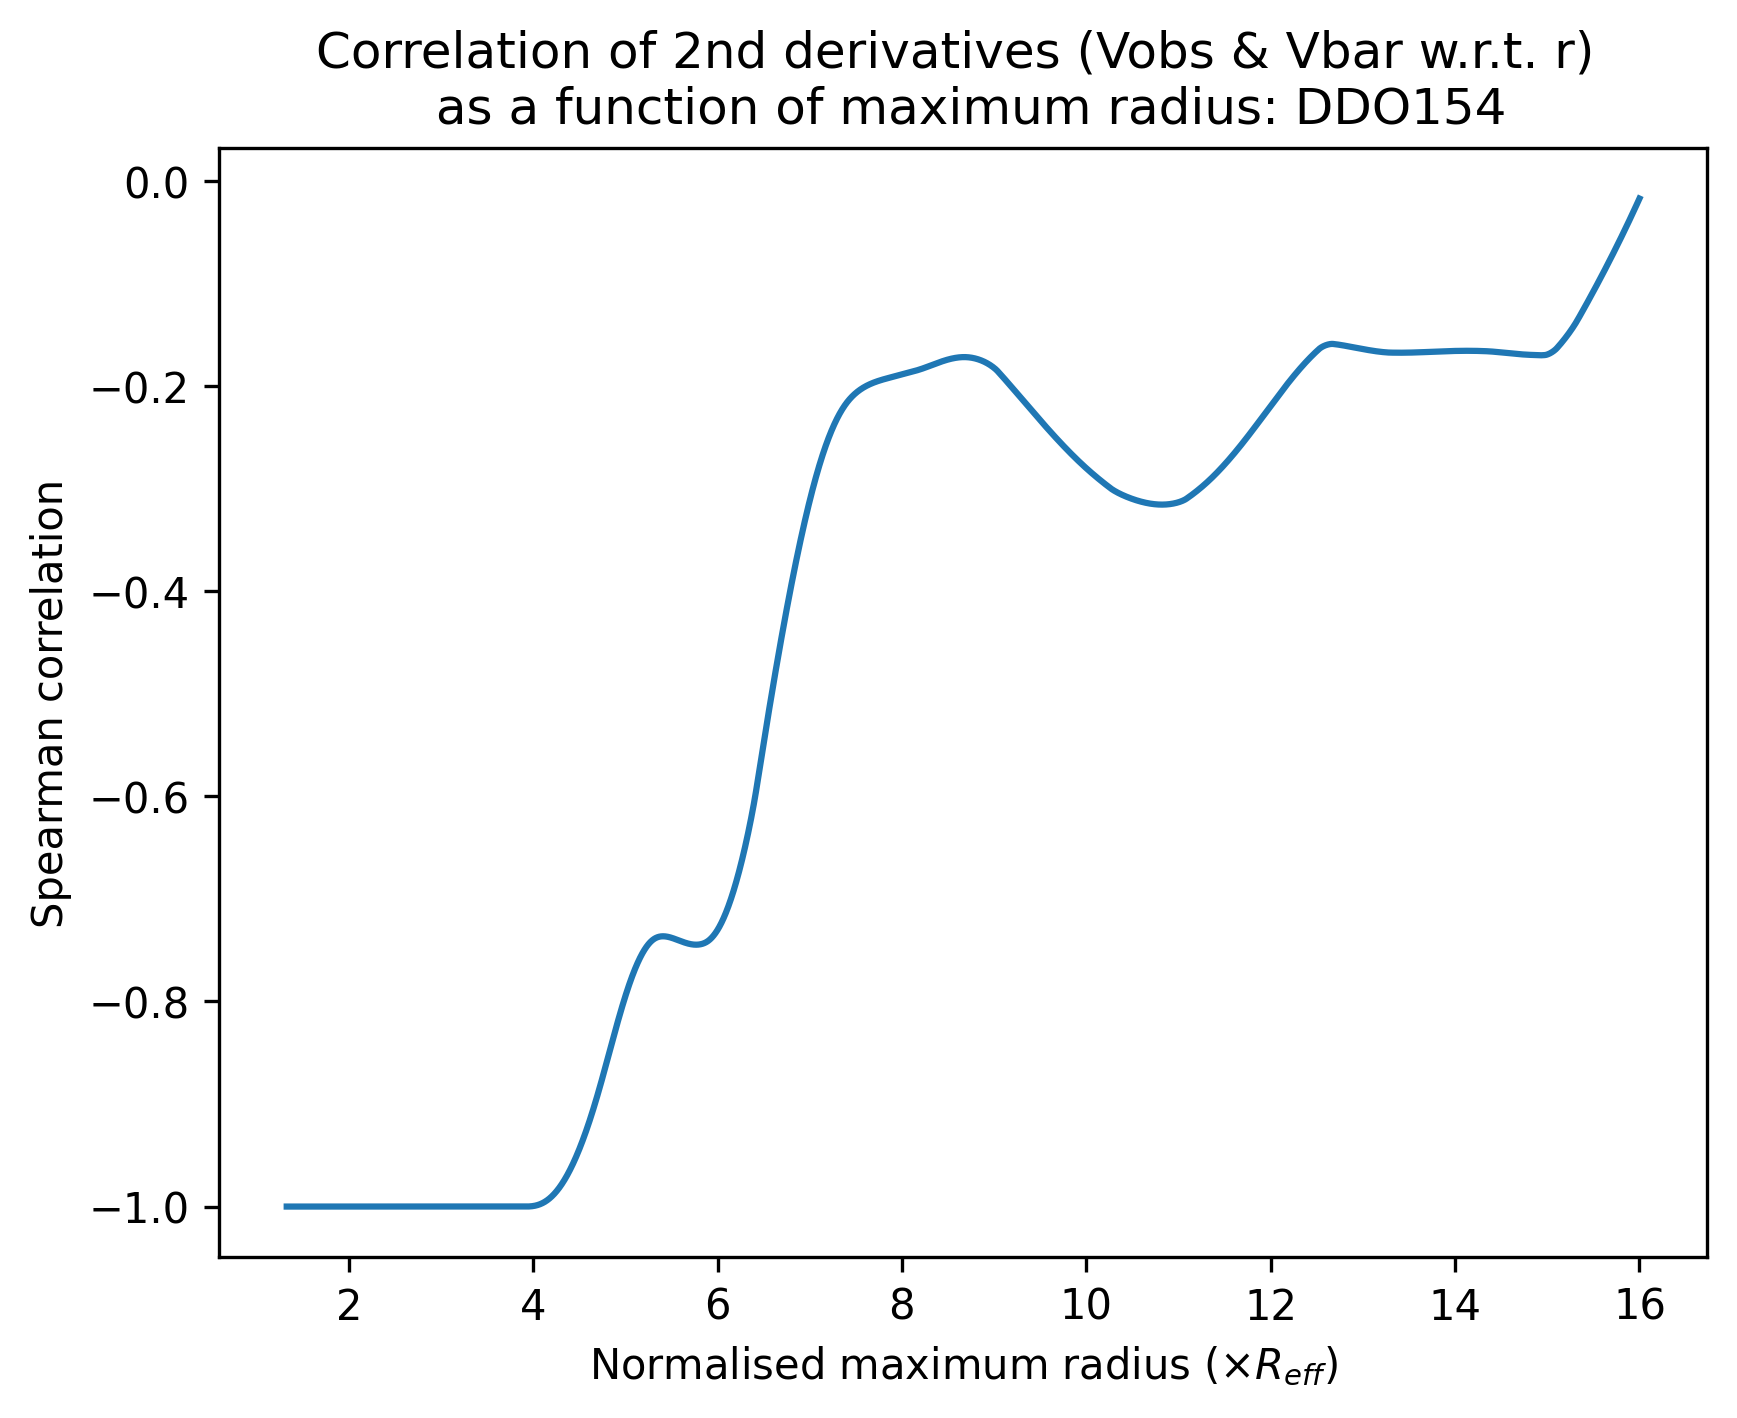 Correlation of 2nd derivatives (Vobs & Vbar w.r.t. r)
as a function of maximum radius: DDO154
Spearman correlation
0.0
−0.2
−0.4
−0.6
−0.8
−1.0
2 4 6 8 10 12 14 16
Normalised maximum radius (×R_eff)